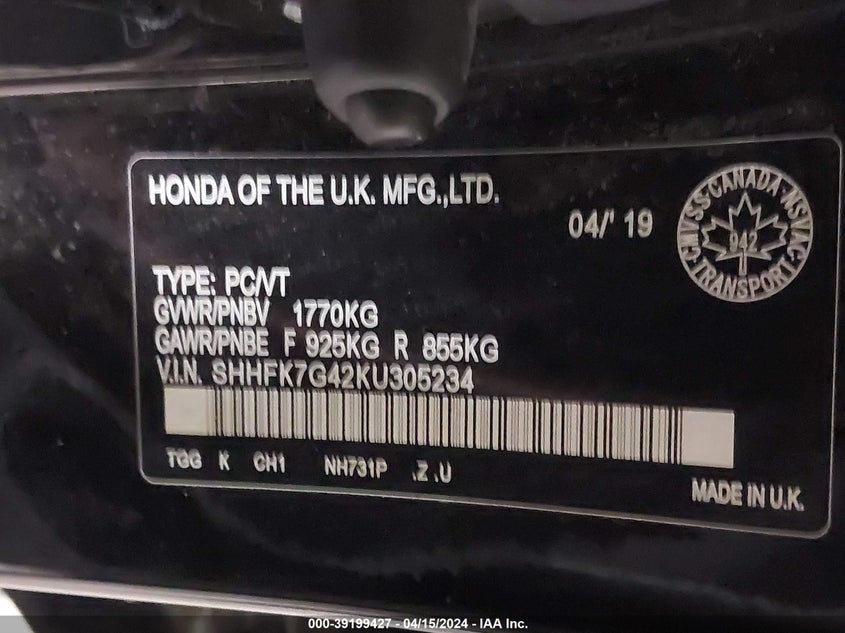 HONDA OF THE U.K. MFG.,LTD.
04/' 19
CMVSS·CANADA·NSVAC
942
TRANSPORT
TYPE: PC/VT
GVWR/PNBV 1770KG
GAWR/PNBE F 925KG R 855KG
V.I.N. SHHFK7G42KU305234
TGG K CH1 NH731P .Z .U
MADE IN U.K.
000-39199427 - 04/15/2024 - IAA Inc.